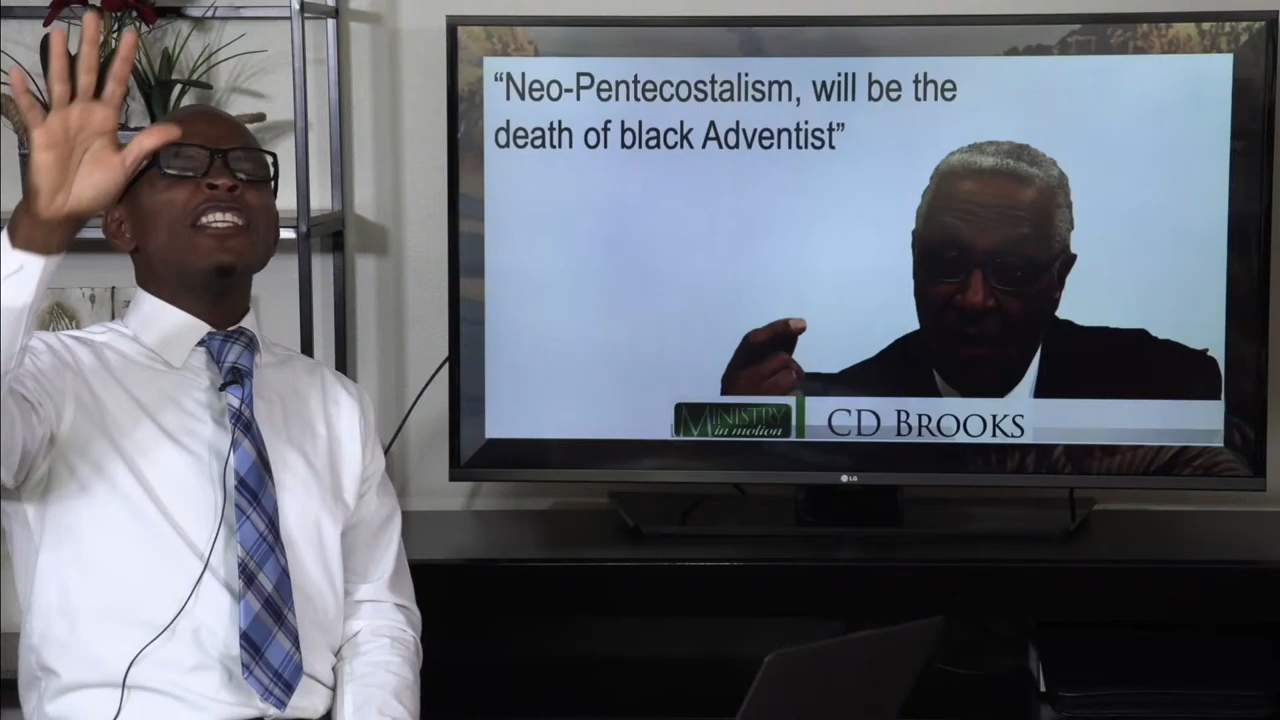 “Neo-Pentecostalism, will be the
death of black Adventist”
MINISTRY
in motion
CD BROOKS
LG